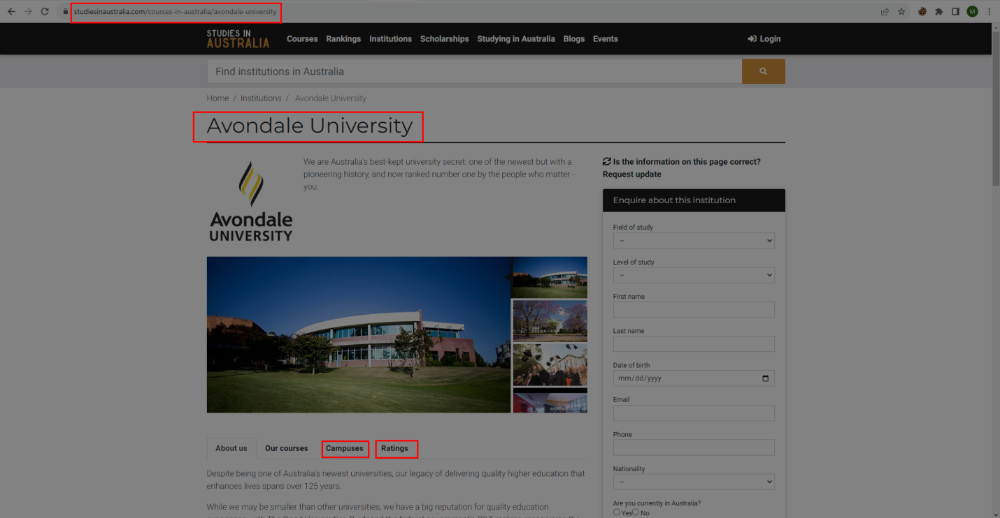 studiesinaustralia.com/courses-in-australia/avondale-university
M
STUDIES IN
AUSTRALIA
Courses Rankings Institutions Scholarships Studying in Australia Blogs Events Login
Find institutions in Australia
Home / Institutions / Avondale University
Avondale University
Avondale
UNIVERSITY
We are Australia's best-kept university secret: one of the newest but with a
pioneering history, and now ranked number one by the people who matter -
you.
About us Our courses Campuses Ratings
Despite being one of Australia's newest universities, our legacy of delivering quality higher education that
enhances lives spans over 125 years.
While we may be smaller than other universities, we have a big reputation for quality education
Is the information on this page correct?
Request update
Enquire about this institution
Field of study
--
Level of study
--
First name
Last name
Date of birth
mm/dd/yyyy
Email
Phone
Nationality
--
Are you currently in Australia?
Yes No